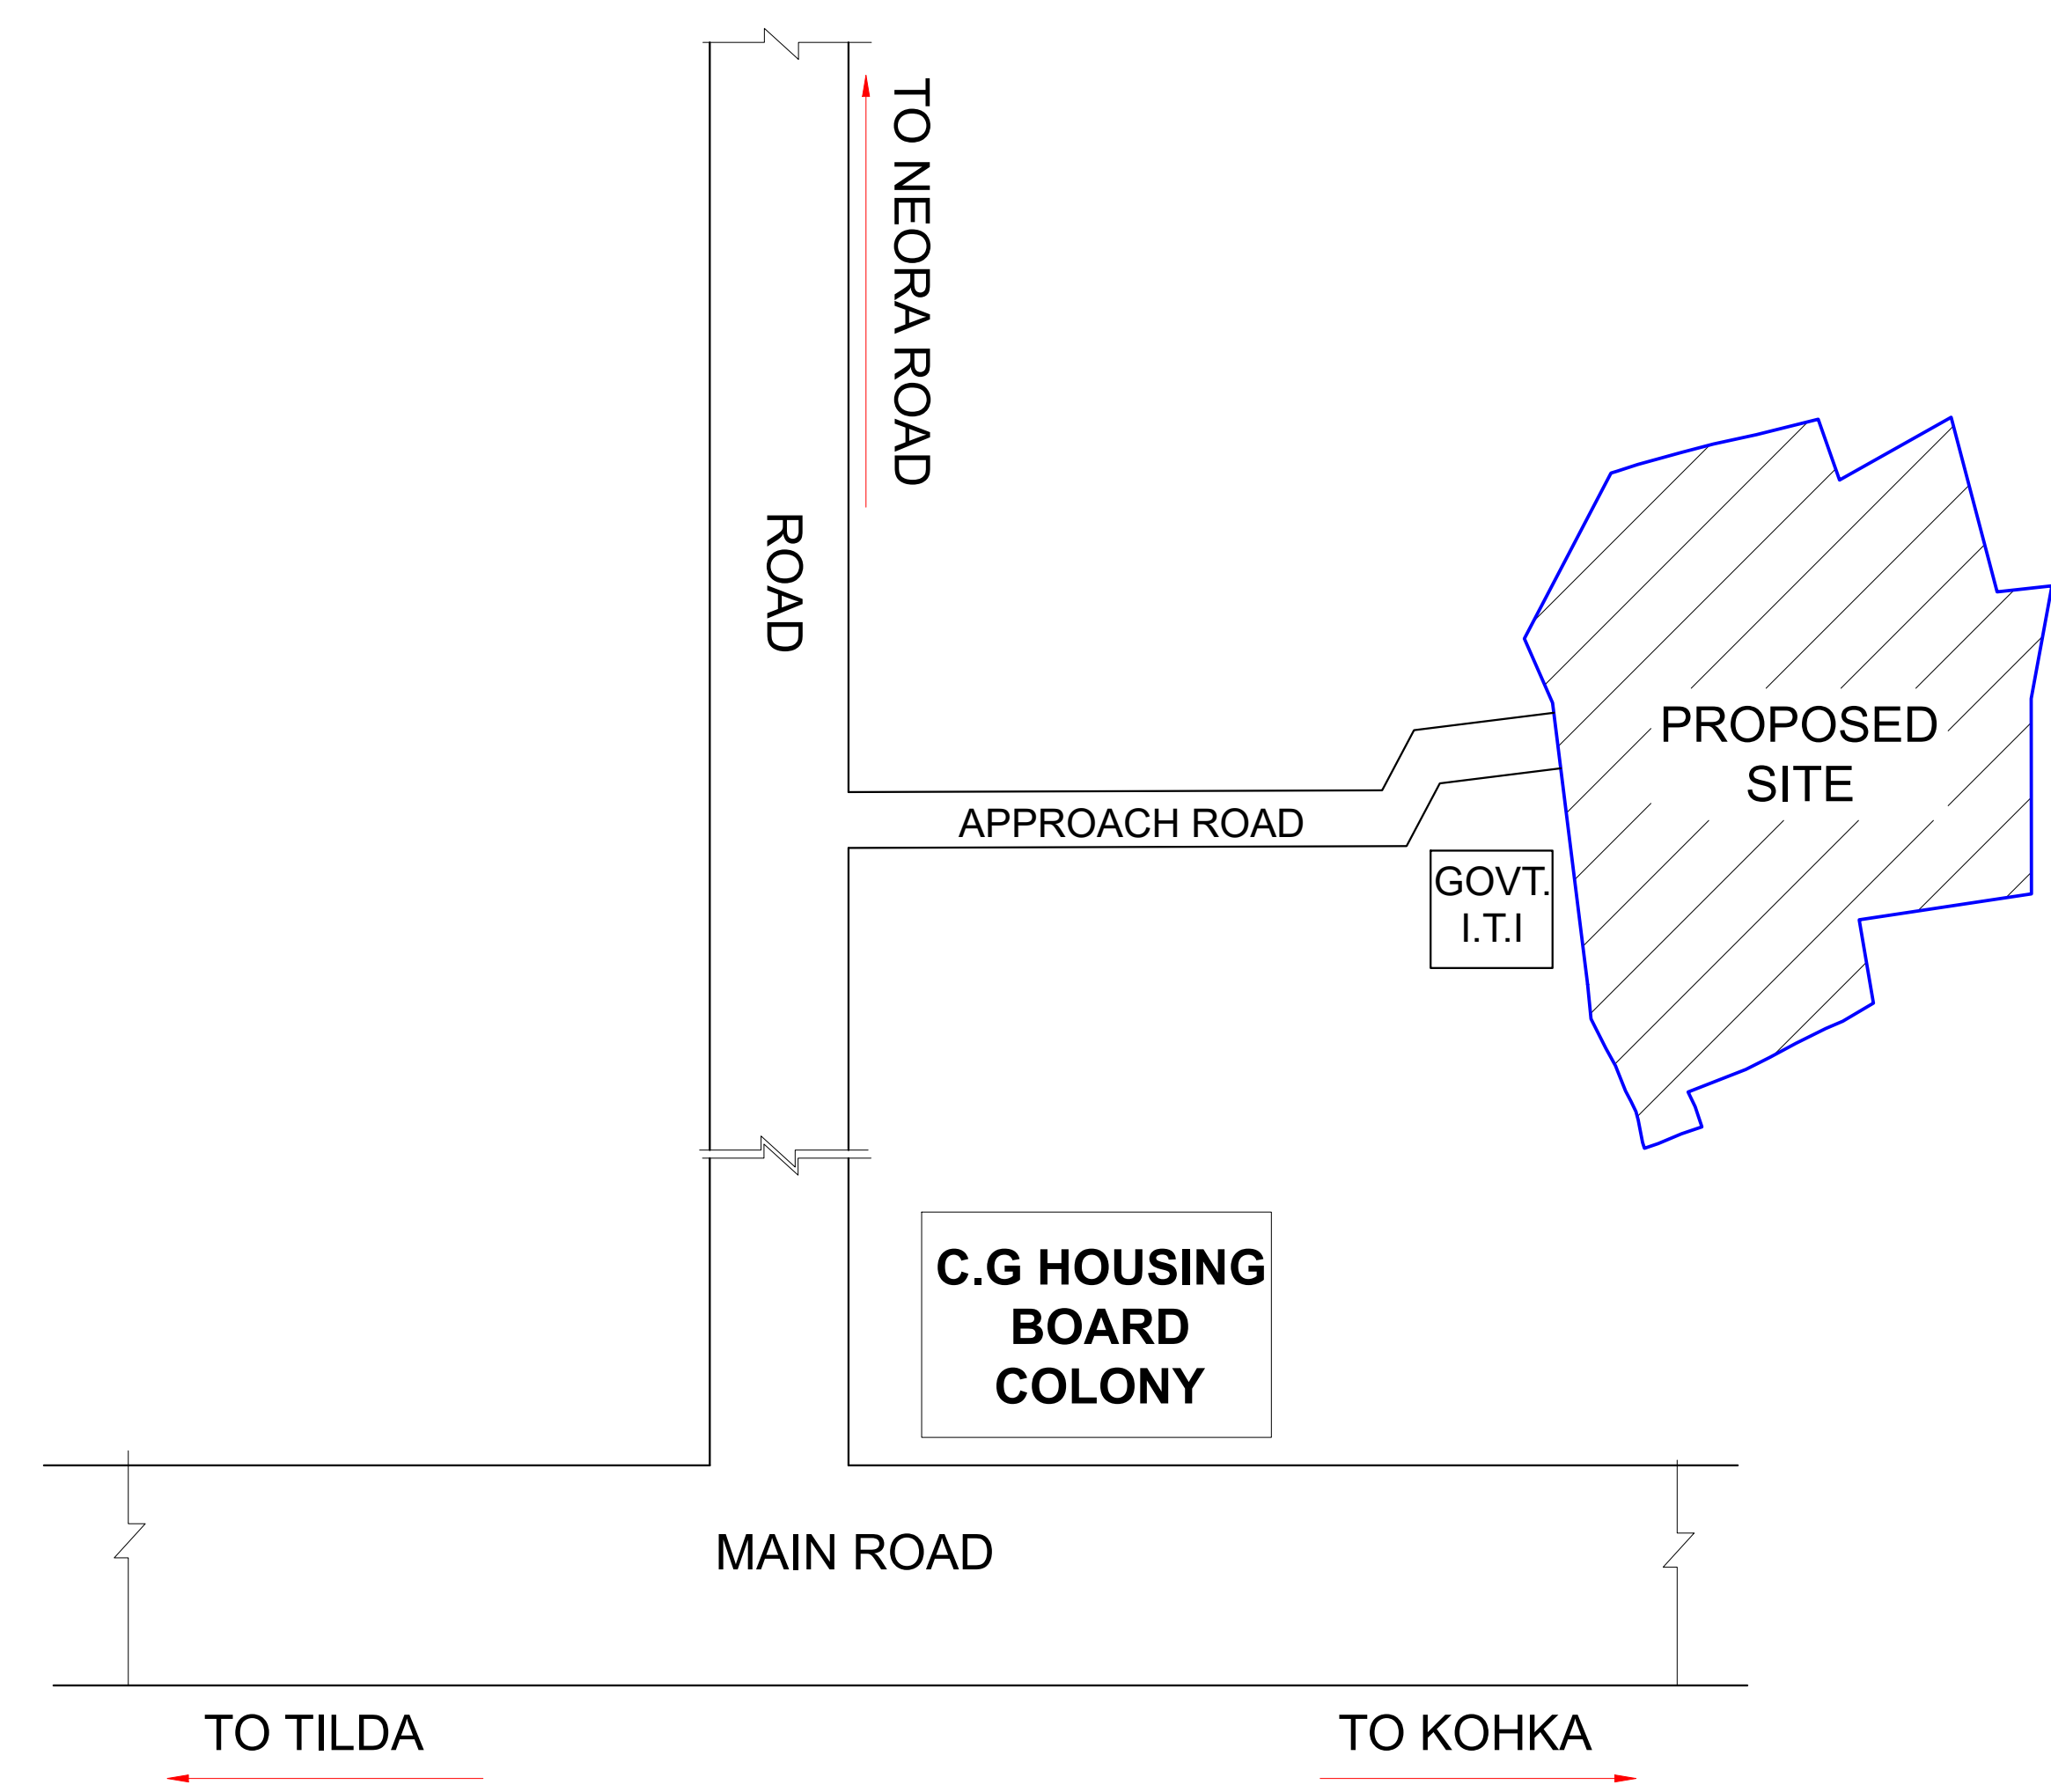 TO NEORA ROAD
ROAD
PROPOSED
SITE
APPROACH ROAD
GOVT.
I.T.I
C.G HOUSING
BOARD
COLONY
MAIN ROAD
TO TILDA
TO KOHKA